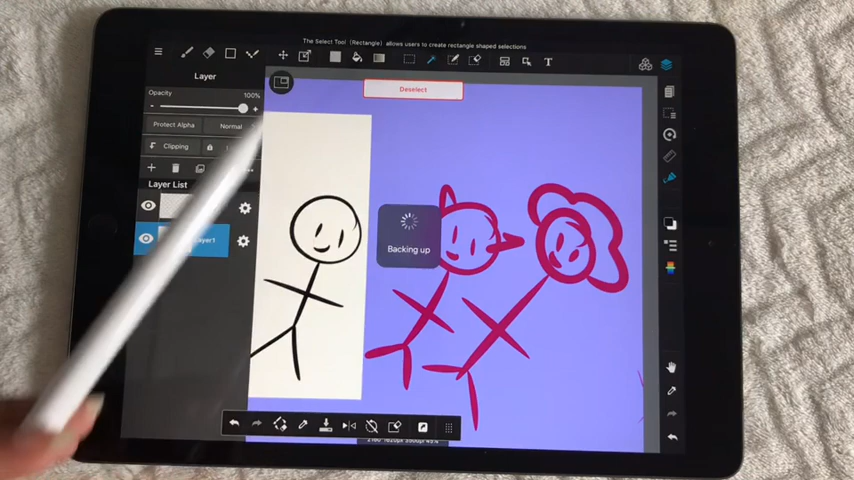 The Select Tool (Rectangle) allows users to create rectangle shaped selections
T
Layer
Opacity
100%
-
+
Protect Alpha
Normal
Clipping
Layer List
Layer1
Deselect
Backing up